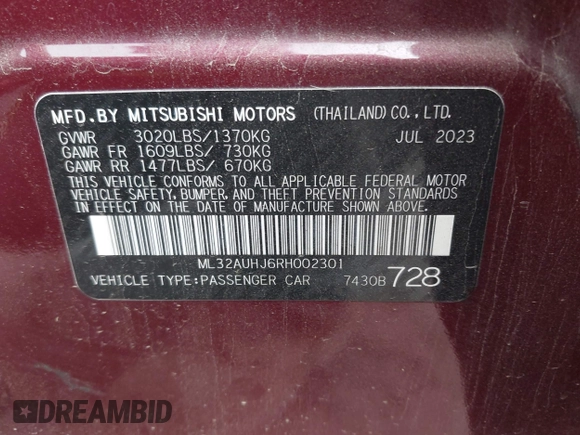 MFD.BY MITSUBISHI MOTORS (THAILAND) CO., LTD.
GVWR 3020LBS/1370KG JUL 2023
GAWR FR 1609LBS/ 730KG
GAWR RR 1477LBS/ 670KG
THIS VEHICLE CONFORMS TO ALL APPLICABLE FEDERAL MOTOR
VEHICLE SAFETY, BUMPER, AND THEFT PREVENTION STANDARDS
IN EFFECT ON THE DATE OF MANUFACTURE SHOWN ABOVE.
ML32AUHJ6RH002301
VEHICLE TYPE:PASSENGER CAR 7430B 728
DREAMBID